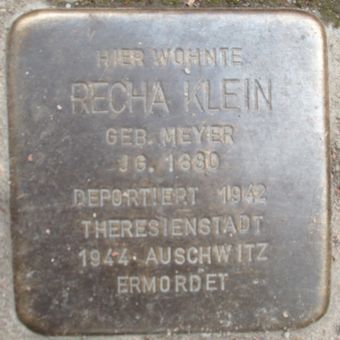 HIER WOHNTE
RECHA KLEIN
GEB. MEYER
JG. 1880
DEPORTIERT 1942
THERESIENSTADT
1944 AUSCHWITZ
ERMORDET